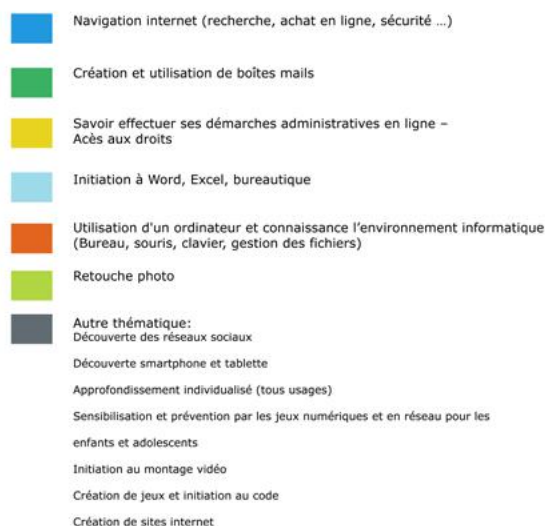 Navigation internet (recherche, achat en ligne, sécurité ...)
Création et utilisation de boîtes mails
Savoir effectuer ses démarches administratives en ligne –
Acès aux droits
Initiation à Word, Excel, bureautique
Utilisation d'un ordinateur et connaissance l'environnement informatique
(Bureau, souris, clavier, gestion des fichiers)
Retouche photo
Autre thématique:
Découverte des réseaux sociaux
Découverte smartphone et tablette
Approfondissement individualisé (tous usages)
Sensibilisation et prévention par les jeux numériques et en réseau pour les
enfants et adolescents
Initiation au montage vidéo
Création de jeux et initiation au code
Création de sites internet